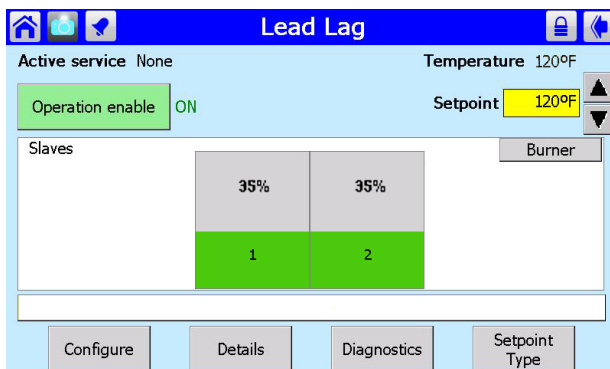 Lead Lag
Active service None
Temperature 120ºF
Operation enable ON
Setpoint 120ºF
Slaves
Burner
35% 35%
1 2
Configure
Details
Diagnostics
Setpoint
Type